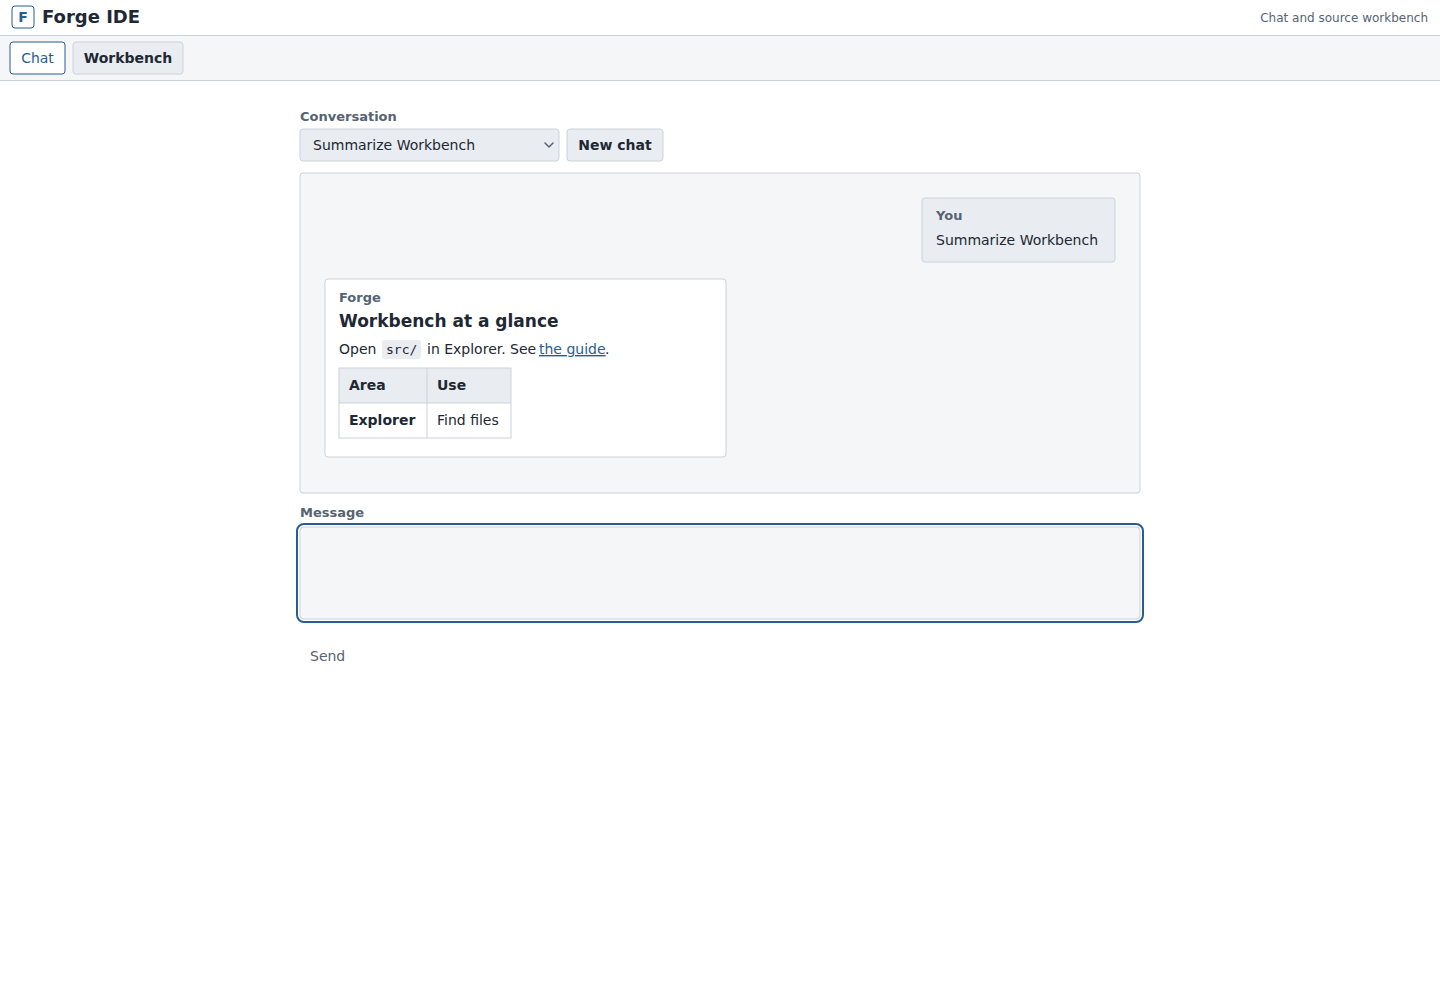 F Forge IDE
Chat and source workbench
Chat Workbench
Conversation
Summarize Workbench New chat
You
Summarize Workbench
Forge
Workbench at a glance
Open src/ in Explorer. See the guide.
Area Use
Explorer Find files
Message
Send